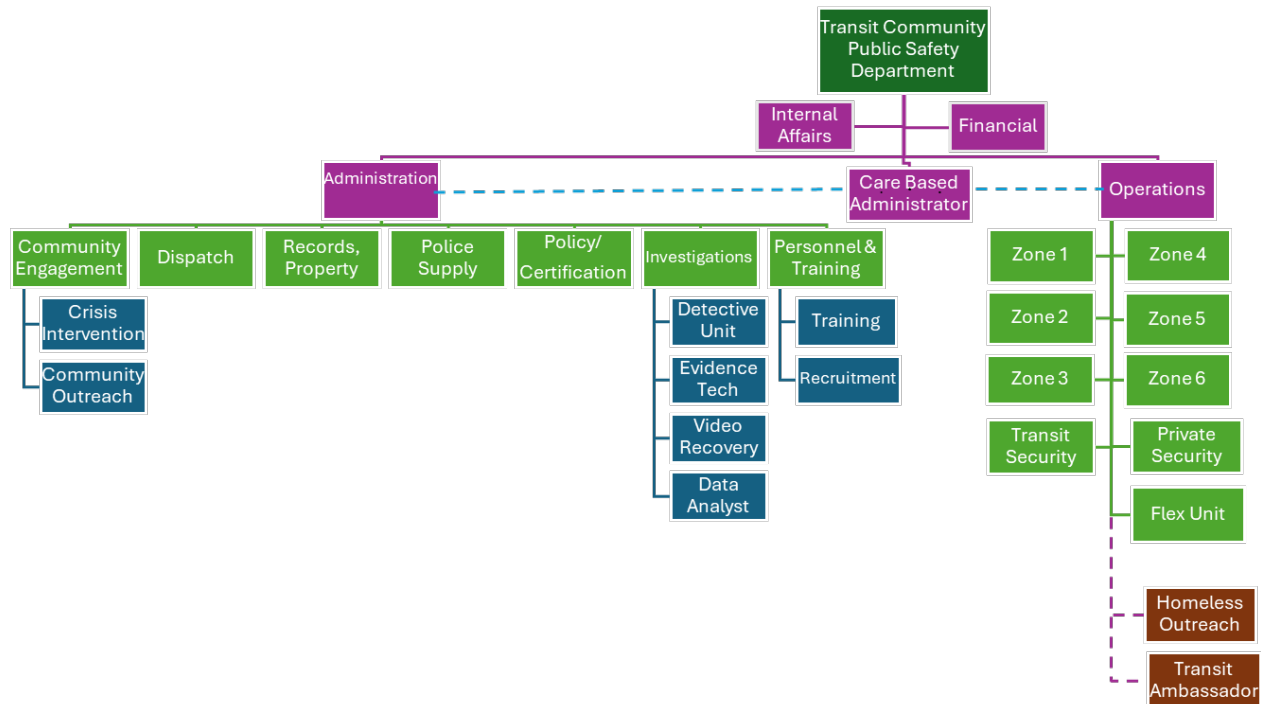 Transit Community
Public Safety
Department
Internal
Affairs
Financial
Administration
Care Based
Administrator
Operations
Community
Engagement
Dispatch
Records,
Property
Police
Supply
Policy/
Certification
Investigations
Personnel &
Training
Crisis
Intervention
Community
Outreach
Detective
Unit
Evidence
Tech
Video
Recovery
Data
Analyst
Training
Recruitment
Zone 1
Zone 4
Zone 2
Zone 5
Zone 3
Zone 6
Transit
Security
Private
Security
Flex Unit
Homeless
Outreach
Transit
Ambassador